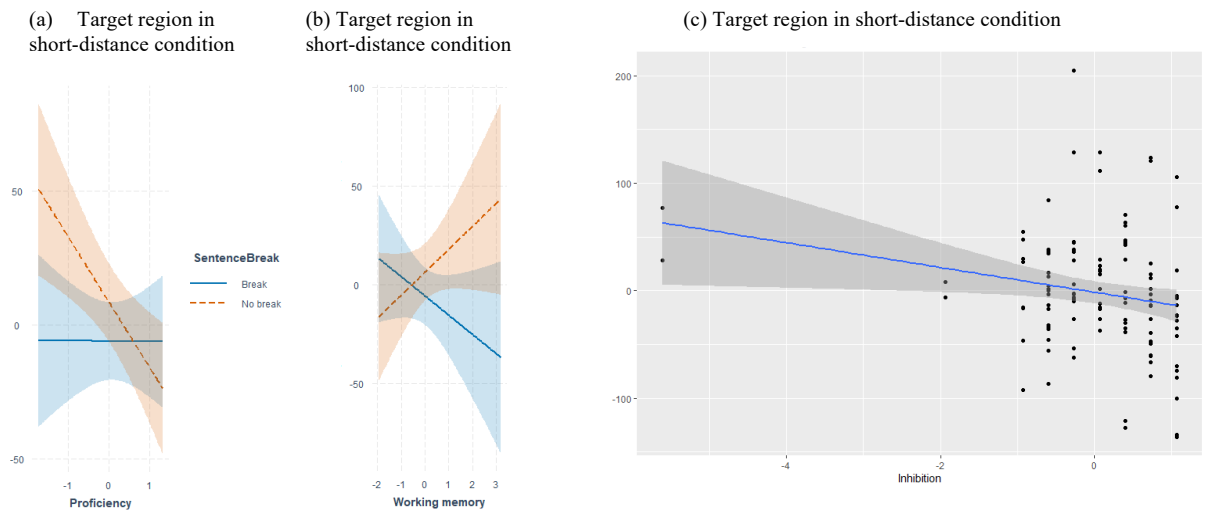 (a) Target region in
short-distance condition
50
0
-50
-1 0 1
Proficiency
SentenceBreak
Break
No break
(b) Target region in
short-distance condition
100
50
0
-50
-2 -1 0 1 2 3
Working memory
(c) Target region in short-distance condition
200
100
0
-100
-4 -2 0
Inhibition